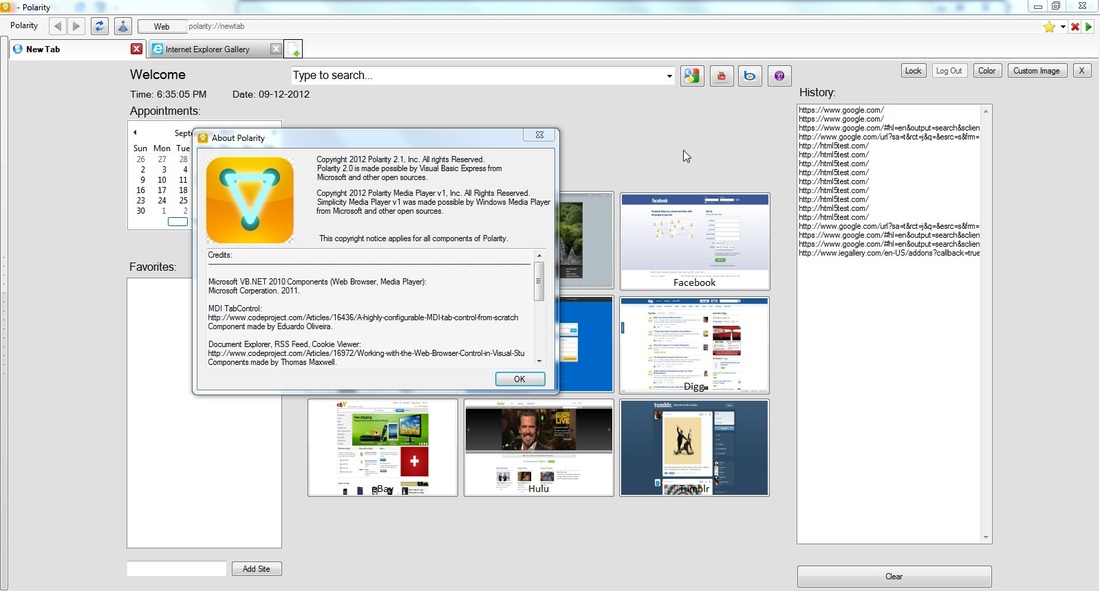 - Polarity
Polarity
Web
polarity://newtab
New Tab
Internet Explorer Gallery
Welcome
Type to search...
Lock
Log Out
Color
Custom Image
X
Time: 6:35:05 PM
Date: 09-12-2012
Appointments:
Sept
Sun Mon Tue
26 27 28
2 3 4
9 10 11
16 17 18
23 24 25
30 1 2
Favorites:
Add Site
About Polarity
Copyright 2012 Polarity 2.1, Inc. All rights Reserved.
Polarity 2.0 is made possible by Visual Basic Express from
Microsoft and other open sources.
Copyright 2012 Polarity Media Player v1, Inc. All Rights Reserved.
Simplicity Media Player v1 was made possible by Windows Media Player
from Microsoft and other open sources.
This copyright notice applies for all components of Polarity.
Credits:
Microsoft VB.NET 2010 Components (Web Browser, Media Player):
Microsoft Corperation. 2011.
MDI TabControl:
http://www.codeproject.com/Articles/16436/A-highly-configurable-MDI-tab-control-from-scratch
Component made by Eduardo Oliveira.
Document Explorer, RSS Feed, Cookie Viewer:
http://www.codeproject.com/Articles/16972/Working-with-the-Web-Browser-Control-in-Visual-Stu
Components made by Thomas Maxwell.
OK
facebook
Facebook
Digg
eBay
Hulu
tumblr.
Tumblr
History:
https://www.google.com/
https://www.google.com/
https://www.google.com/#hl=en&output=search&sclien
http://www.google.com/url?sa=t&rct=j&q=&esrc=s&frm=
http://html5test.com/
http://html5test.com/
http://html5test.com/
http://html5test.com/
http://html5test.com/
http://html5test.com/
http://html5test.com/
http://html5test.com/
http://html5test.com/
http://www.google.com/url?sa=t&rct=j&q=&esrc=s&frm=
https://www.google.com/#hl=en&output=search&sclien
https://www.google.com/#hl=en&output=search&sclien
http://www.iegallery.com/en-US/addons?callback=true
Clear